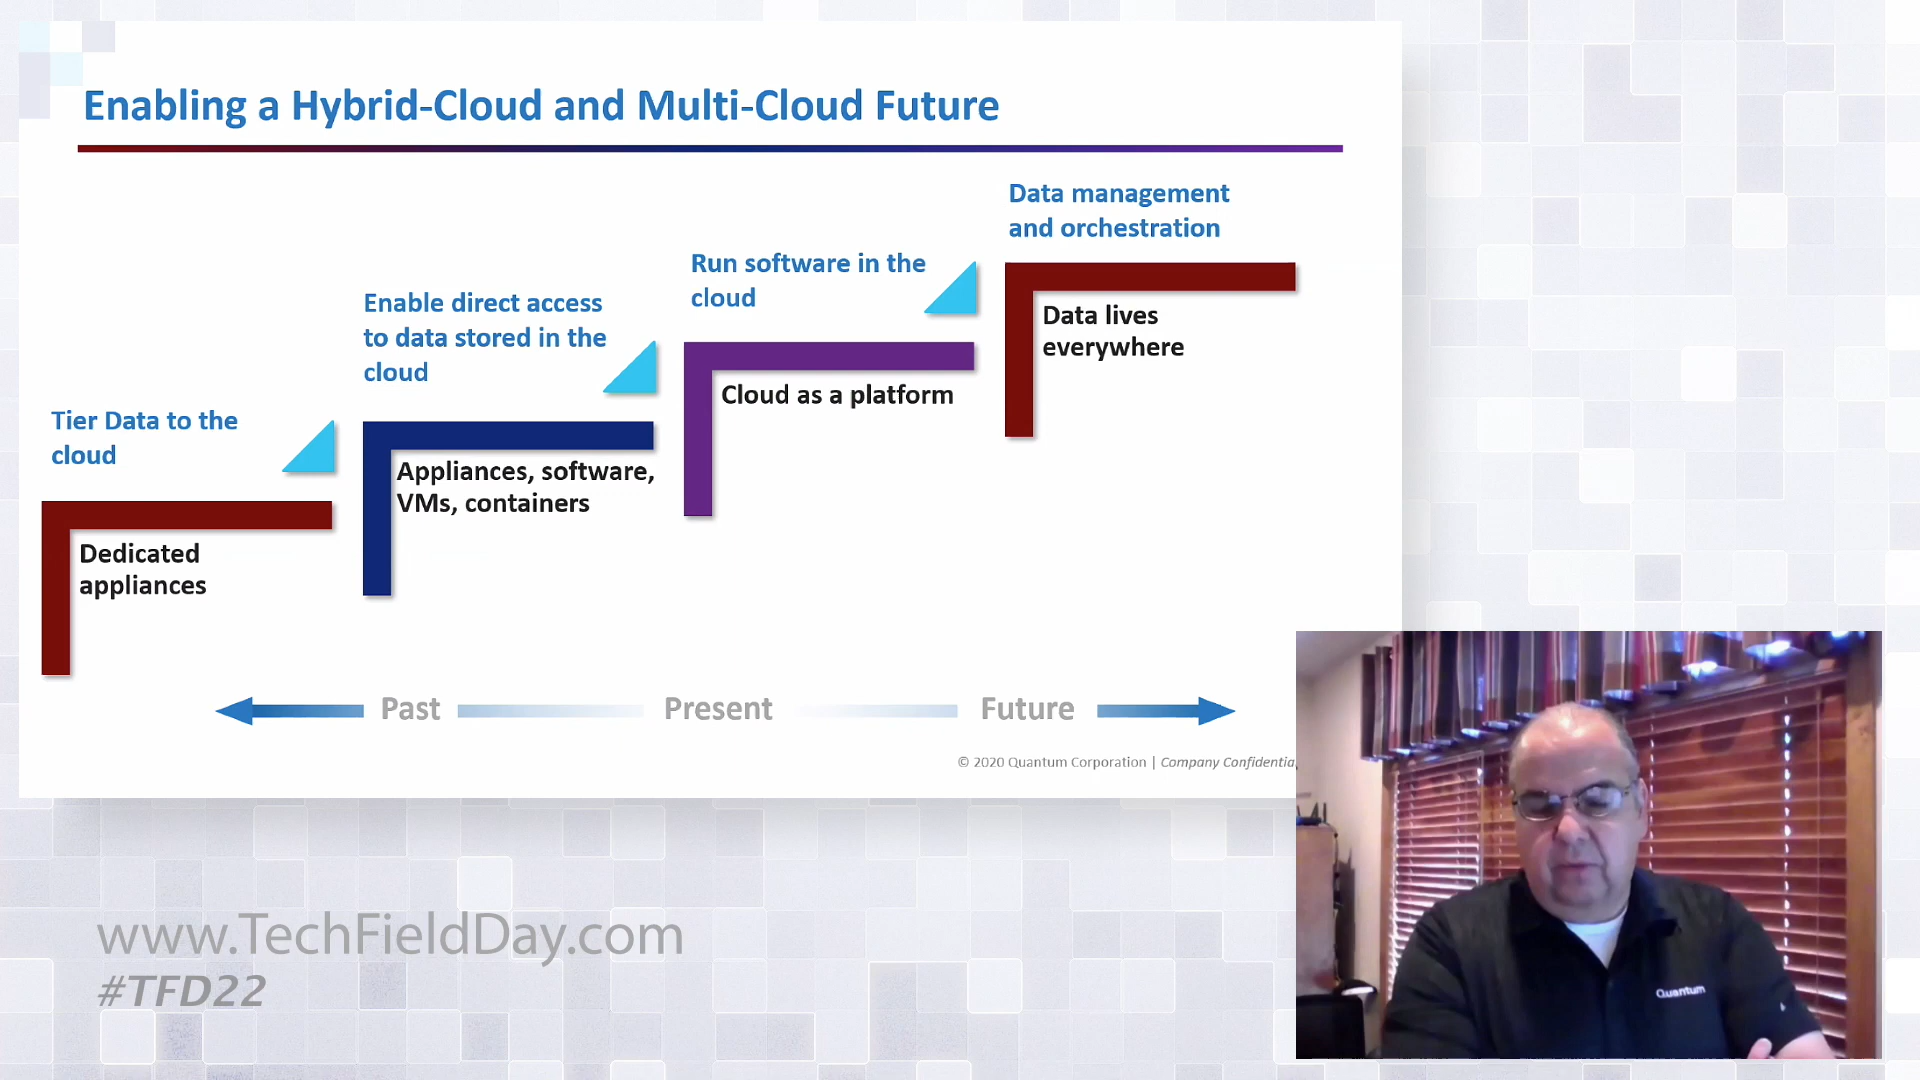 Enabling a Hybrid-Cloud and Multi-Cloud Future
Tier Data to the
cloud
Dedicated
appliances
Enable direct access
to data stored in the
cloud
Appliances, software,
VMs, containers
Run software in the
cloud
Cloud as a platform
Data management
and orchestration
Data lives
everywhere
Past
Present
Future
© 2020 Quantum Corporation | Company Confidentia
www.TechFieldDay.com
#TFD22
Quantum